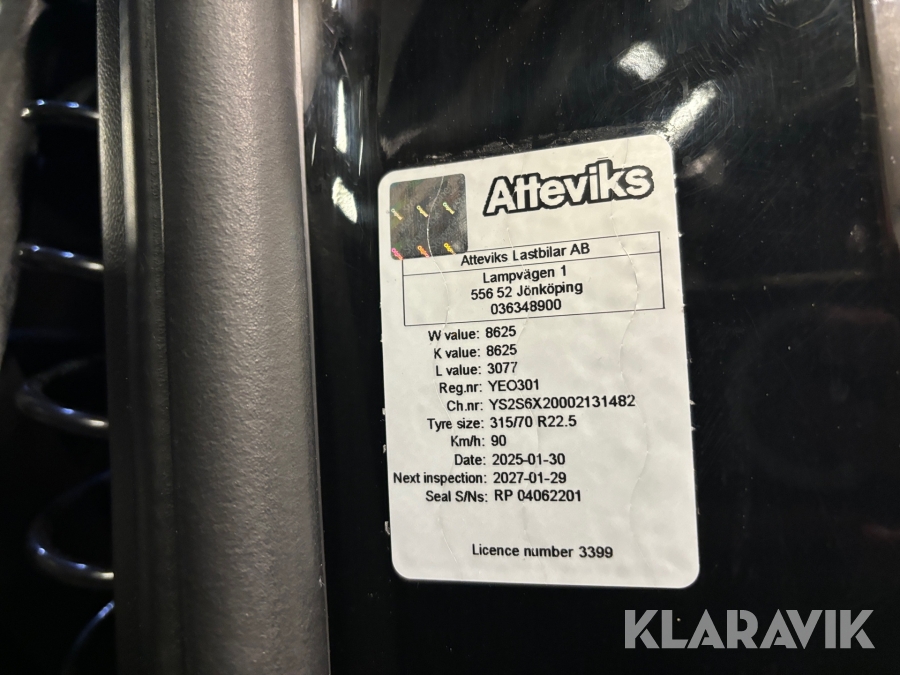 Atteviks
Atteviks Lastbilar AB
Lampvägen 1
556 52 Jönköping
036348900
W value: 8625
K value: 8625
L value: 3077
Reg.nr: YEO301
Ch.nr: YS2S6X20002131482
Tyre size: 315/70 R22.5
Km/h: 90
Date: 2025-01-30
Next inspection: 2027-01-29
Seal S/Ns: RP 04062201
Licence number 3399
KLARAVIK